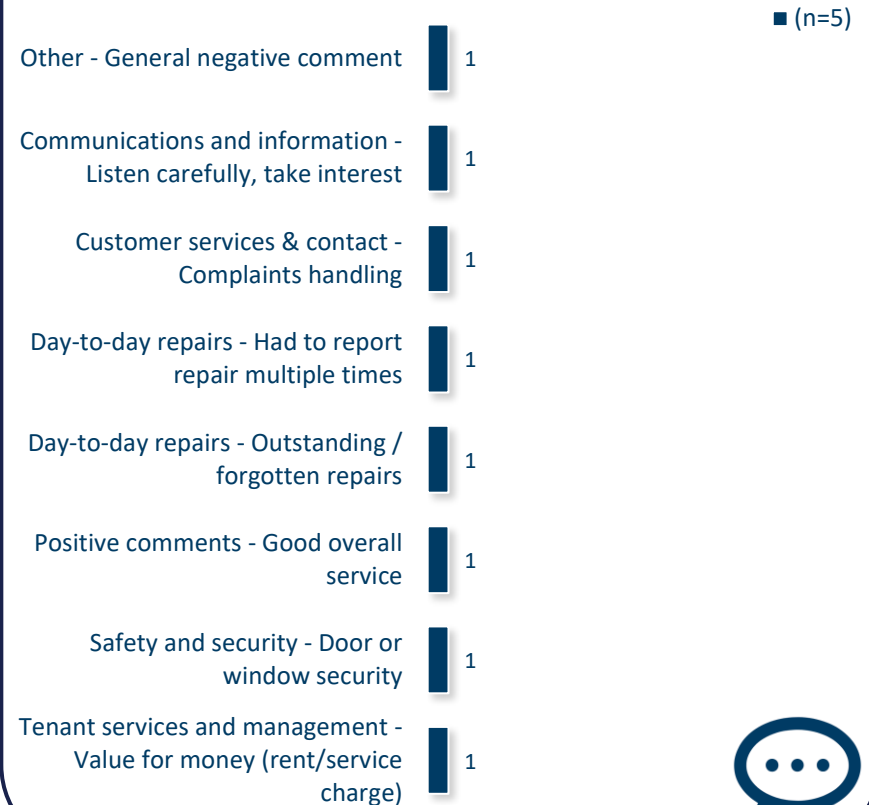 (n=5)
Other - General negative comment
1
Communications and information -
Listen carefully, take interest
1
Customer services & contact -
Complaints handling
1
Day-to-day repairs - Had to report
repair multiple times
1
Day-to-day repairs - Outstanding /
forgotten repairs
1
Positive comments - Good overall
service
1
Safety and security - Door or
window security
1
Tenant services and management -
Value for money (rent/service
charge)
1